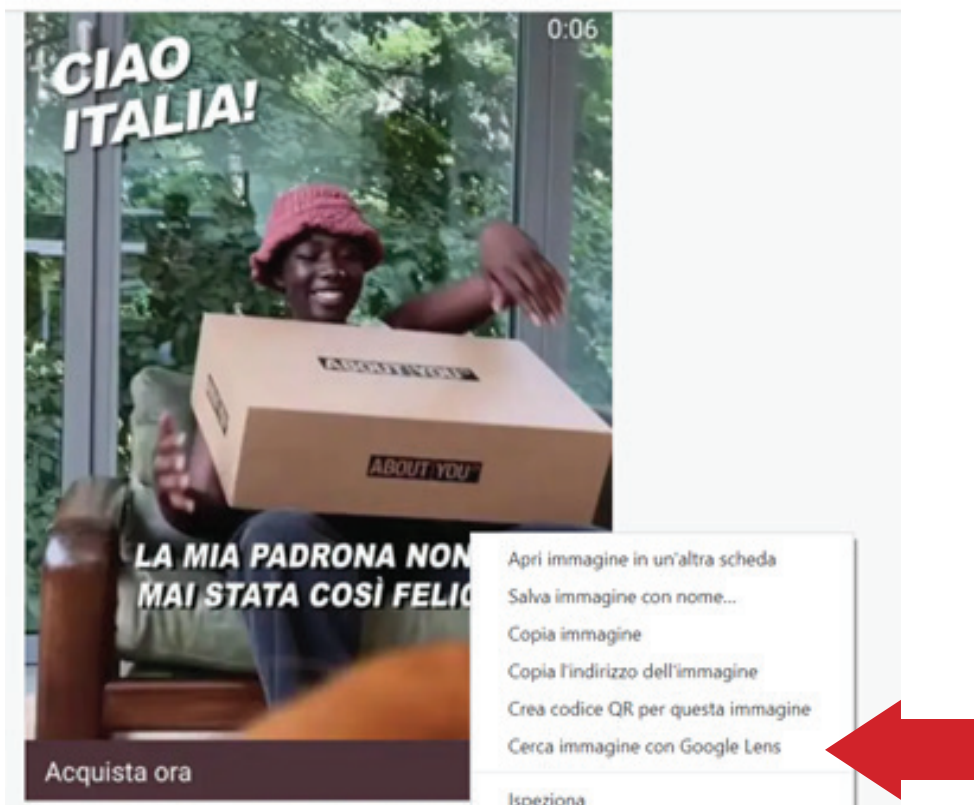 0:06
CIAO
ITALIA!
ABOUT YOU
ABOUT YOU
LA MIA PADRONA NON
MAI STATA COSÌ FELIC
Apri immagine in un'altra scheda
Salva immagine con nome...
Copia immagine
Copia l'indirizzo dell'immagine
Crea codice QR per questa immagine
Cerca immagine con Google Lens
Acquista ora
Ispeziona